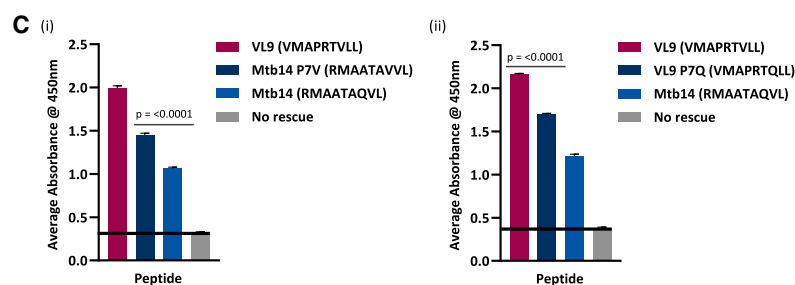 C (i)
Average Absorbance @ 450nm
2.5
2.0
1.5
1.0
0.5
0.0
p = <0.0001
Peptide
VL9 (VMAPRTVLL)
Mtb14 P7V (RMAATAVVL)
Mtb14 (RMAATAQVL)
No rescue
(ii)
Average Absorbance @ 450nm
2.5
2.0
1.5
1.0
0.5
0.0
p = <0.0001
Peptide
VL9 (VMAPRTVLL)
VL9 P7Q (VMAPRTQLL)
Mtb14 (RMAATAQVL)
No rescue